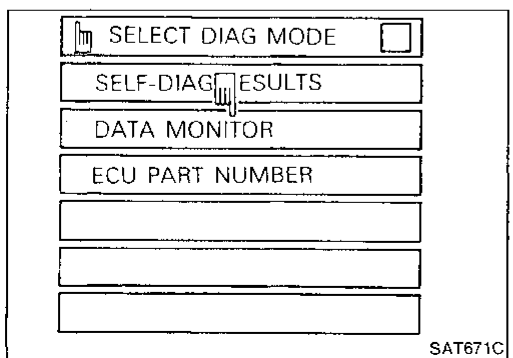 SELECT DIAG MODE
SELF-DIAG ESULTS
DATA MONITOR
ECU PART NUMBER
SAT671C